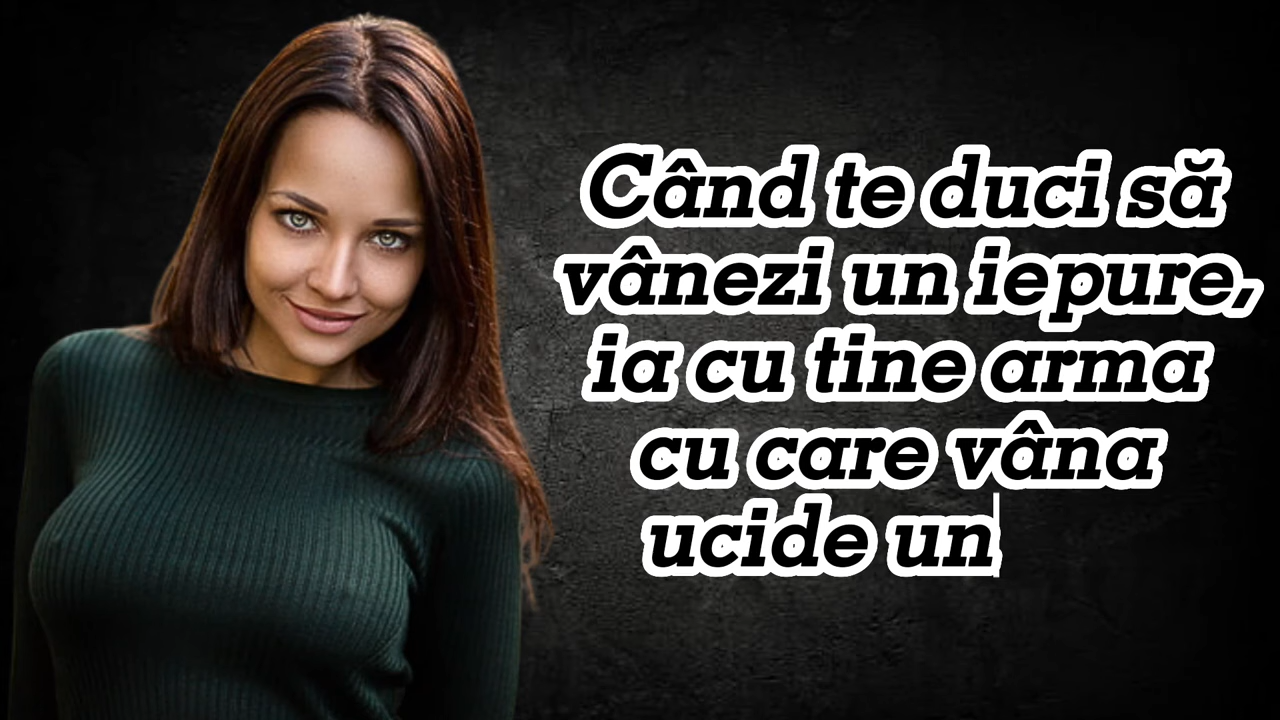 Când te duci să
vânezi un iepure,
ia cu tine arma
cu care vâna
ucide un